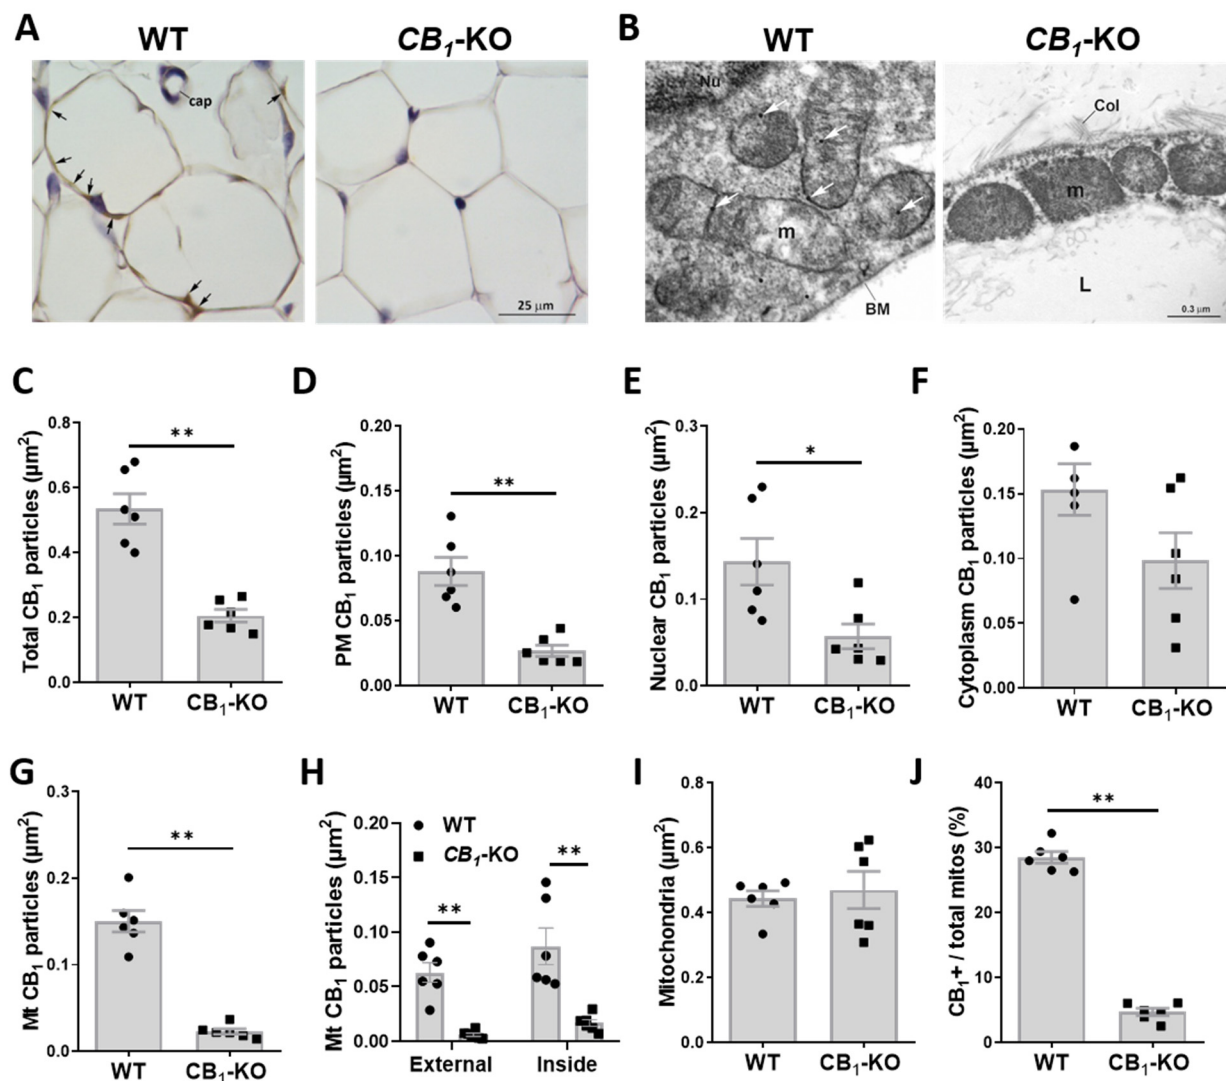 A
WT
CB₁-KO
cap
25 µm
B
WT
CB₁-KO
Nu
m
BM
Col
m
L
0.3 µm
C
Total CB₁ particles (µm²)
0.8
0.6
0.4
0.2
0.0
**
WT
CB₁-KO
D
PM CB₁ particles (µm²)
0.20
0.15
0.10
0.05
0.00
**
WT
CB₁-KO
E
Nuclear CB₁ particles (µm²)
0.3
0.2
0.1
0.0
*
WT
CB₁-KO
F
Cytoplasm CB₁ particles (µm²)
0.20
0.15
0.10
0.05
0.00
WT
CB₁-KO
G
Mt CB₁ particles (µm²)
0.3
0.2
0.1
0.0
**
WT
CB₁-KO
H
Mt CB₁ particles (µm²)
0.20
0.15
0.10
0.05
0.00
WT
CB₁-KO
**
**
External
Inside
I
Mitochondria (µm²)
0.8
0.6
0.4
0.2
0.0
WT
CB₁-KO
J
CB₁+ / total mitos (%)
40
30
20
10
0
**
WT
CB₁-KO